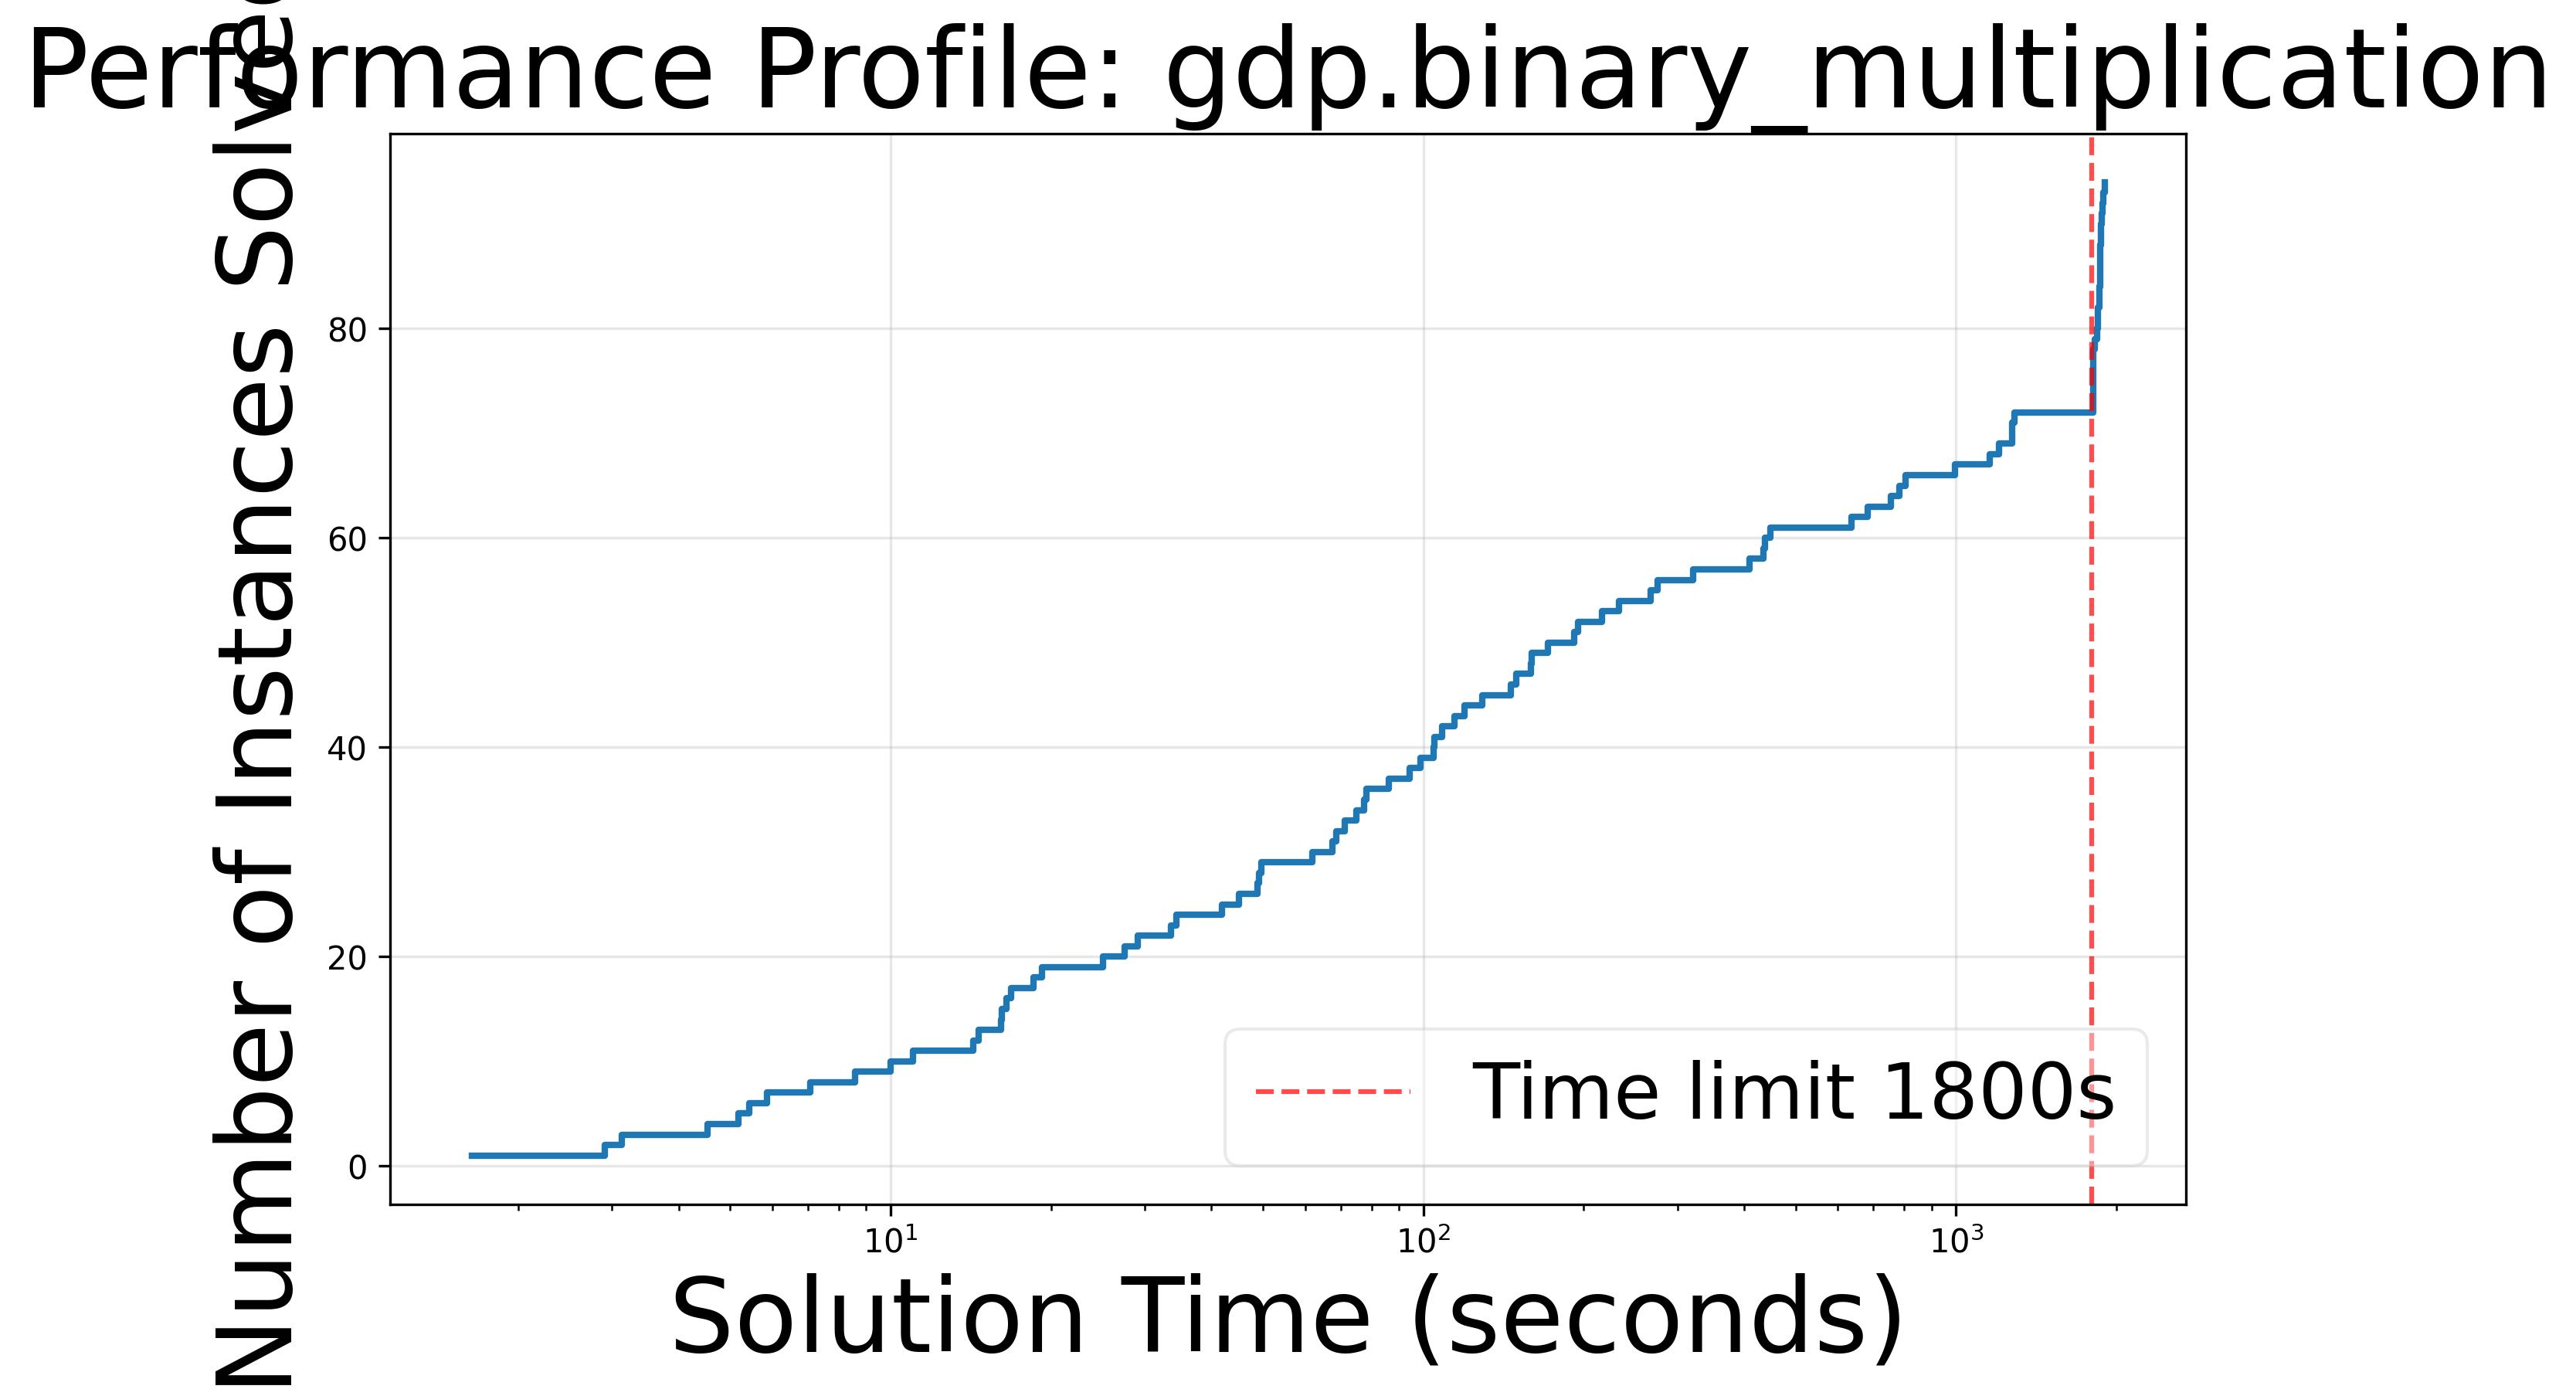 Performance Profile: gdp.binary_multiplication
Number of Instances Solve
80
60
40
20
0
Time limit 1800s
10¹ 10² 10³
Solution Time (seconds)